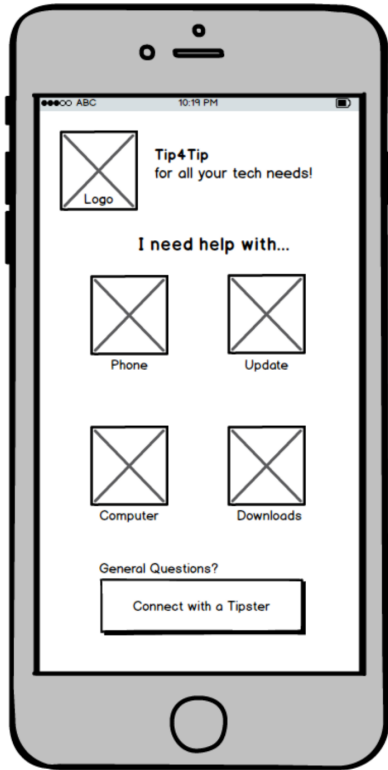 ABC 10:19 PM
Logo
Tip4Tip
for all your tech needs!
I need help with...
Phone Update
Computer Downloads
General Questions?
Connect with a Tipster